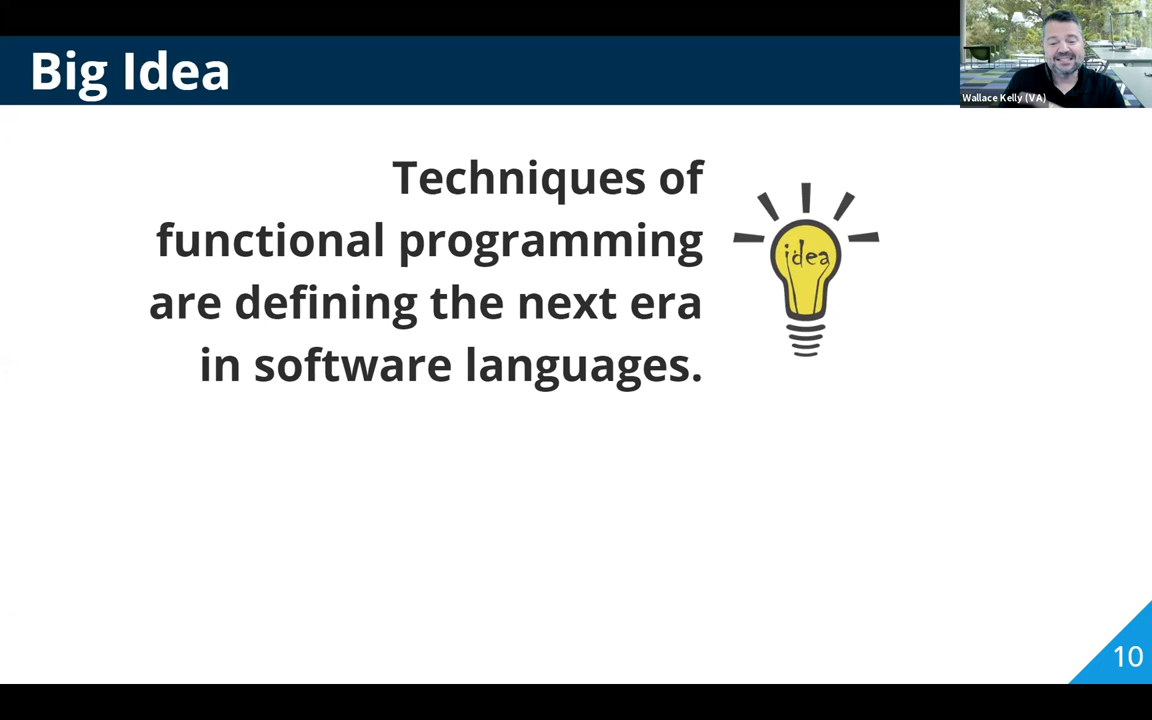 Big Idea
Wallace Kelly (VA)
Techniques of
functional programming
are defining the next era
in software languages.
idea
10